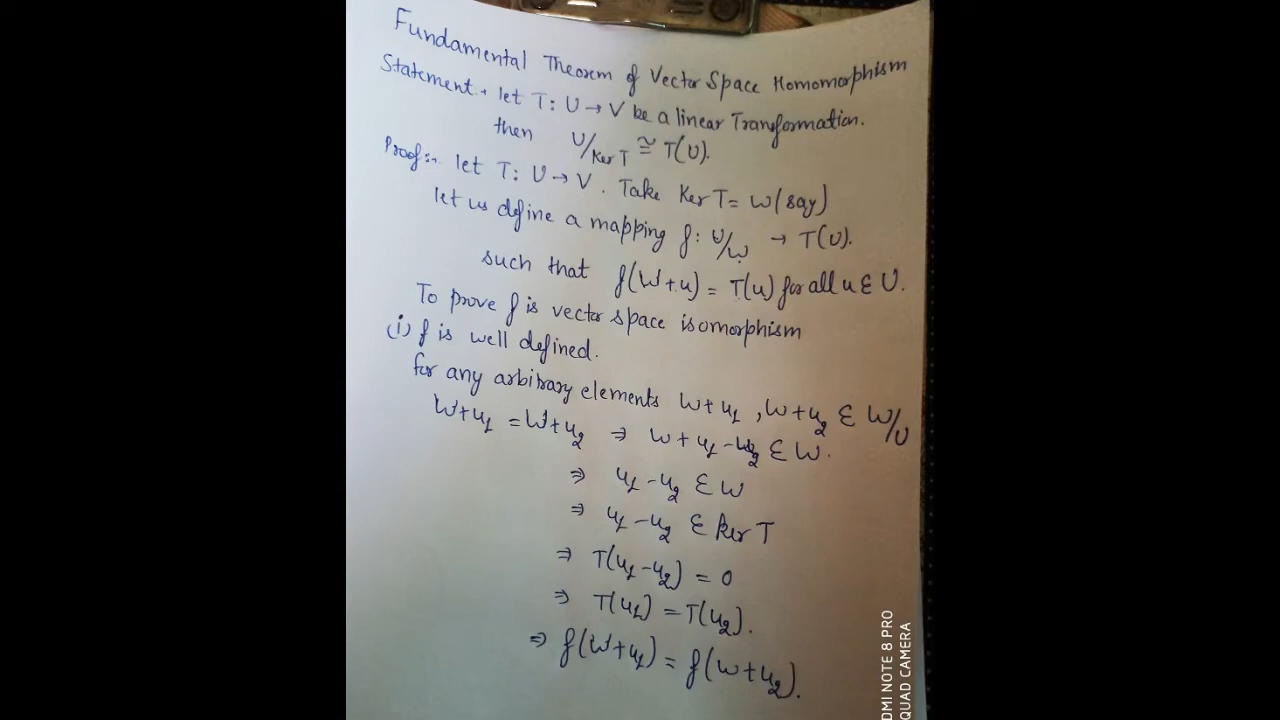 Fundamental Theorem of Vector Space Homomorphism
Statement :- let T: U → V be a linear Transformation.
then U/Ker T ≅ T(U).
Proof :- let T: U → V. Take Ker T = W (say)
let us define a mapping f: U/W → T(U).
such that f(W+u) = T(u) for all u ∈ U.
To prove f is vector space isomorphism
(i) f is well defined.
for any arbitrary elements W+u₁, W+u₂ ∈ W/U
W+u₁ = W+u₂ ⇒ W+u₁-u₂ ∈ W.
⇒ u₁-u₂ ∈ W
⇒ u₁-u₂ ∈ ker T
⇒ T(u₁-u₂) = 0
⇒ T(u₁) = T(u₂).
⇒ f(W+u₁) = f(W+u₂).
DMI NOTE 8 PRO
QUAD CAMERA